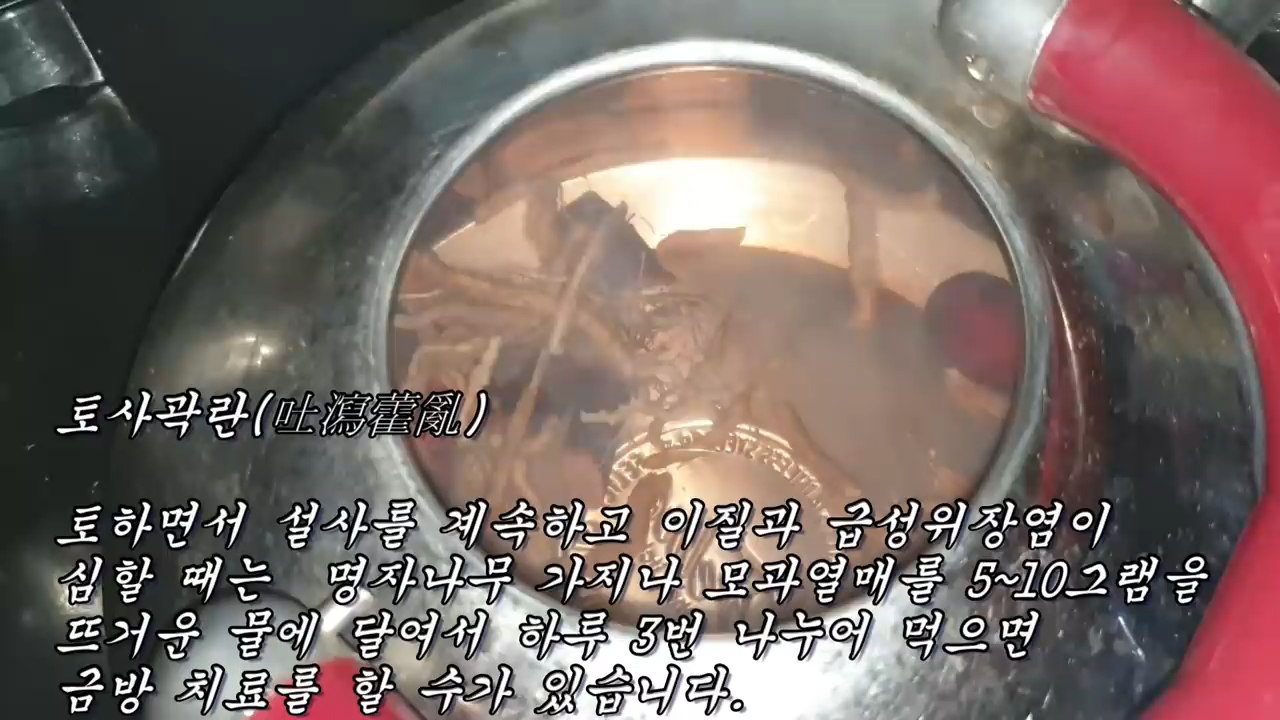 토사곽란(吐瀉藿亂)
토하면서 설사를 계속하고 이질과 급성위장염이
심할 때는 명자나무 가지나 모과열매를 5~10그램을
뜨거운 물에 달여서 하루 3번 나누어 먹으면
금방 치료를 할 수가 있습니다.